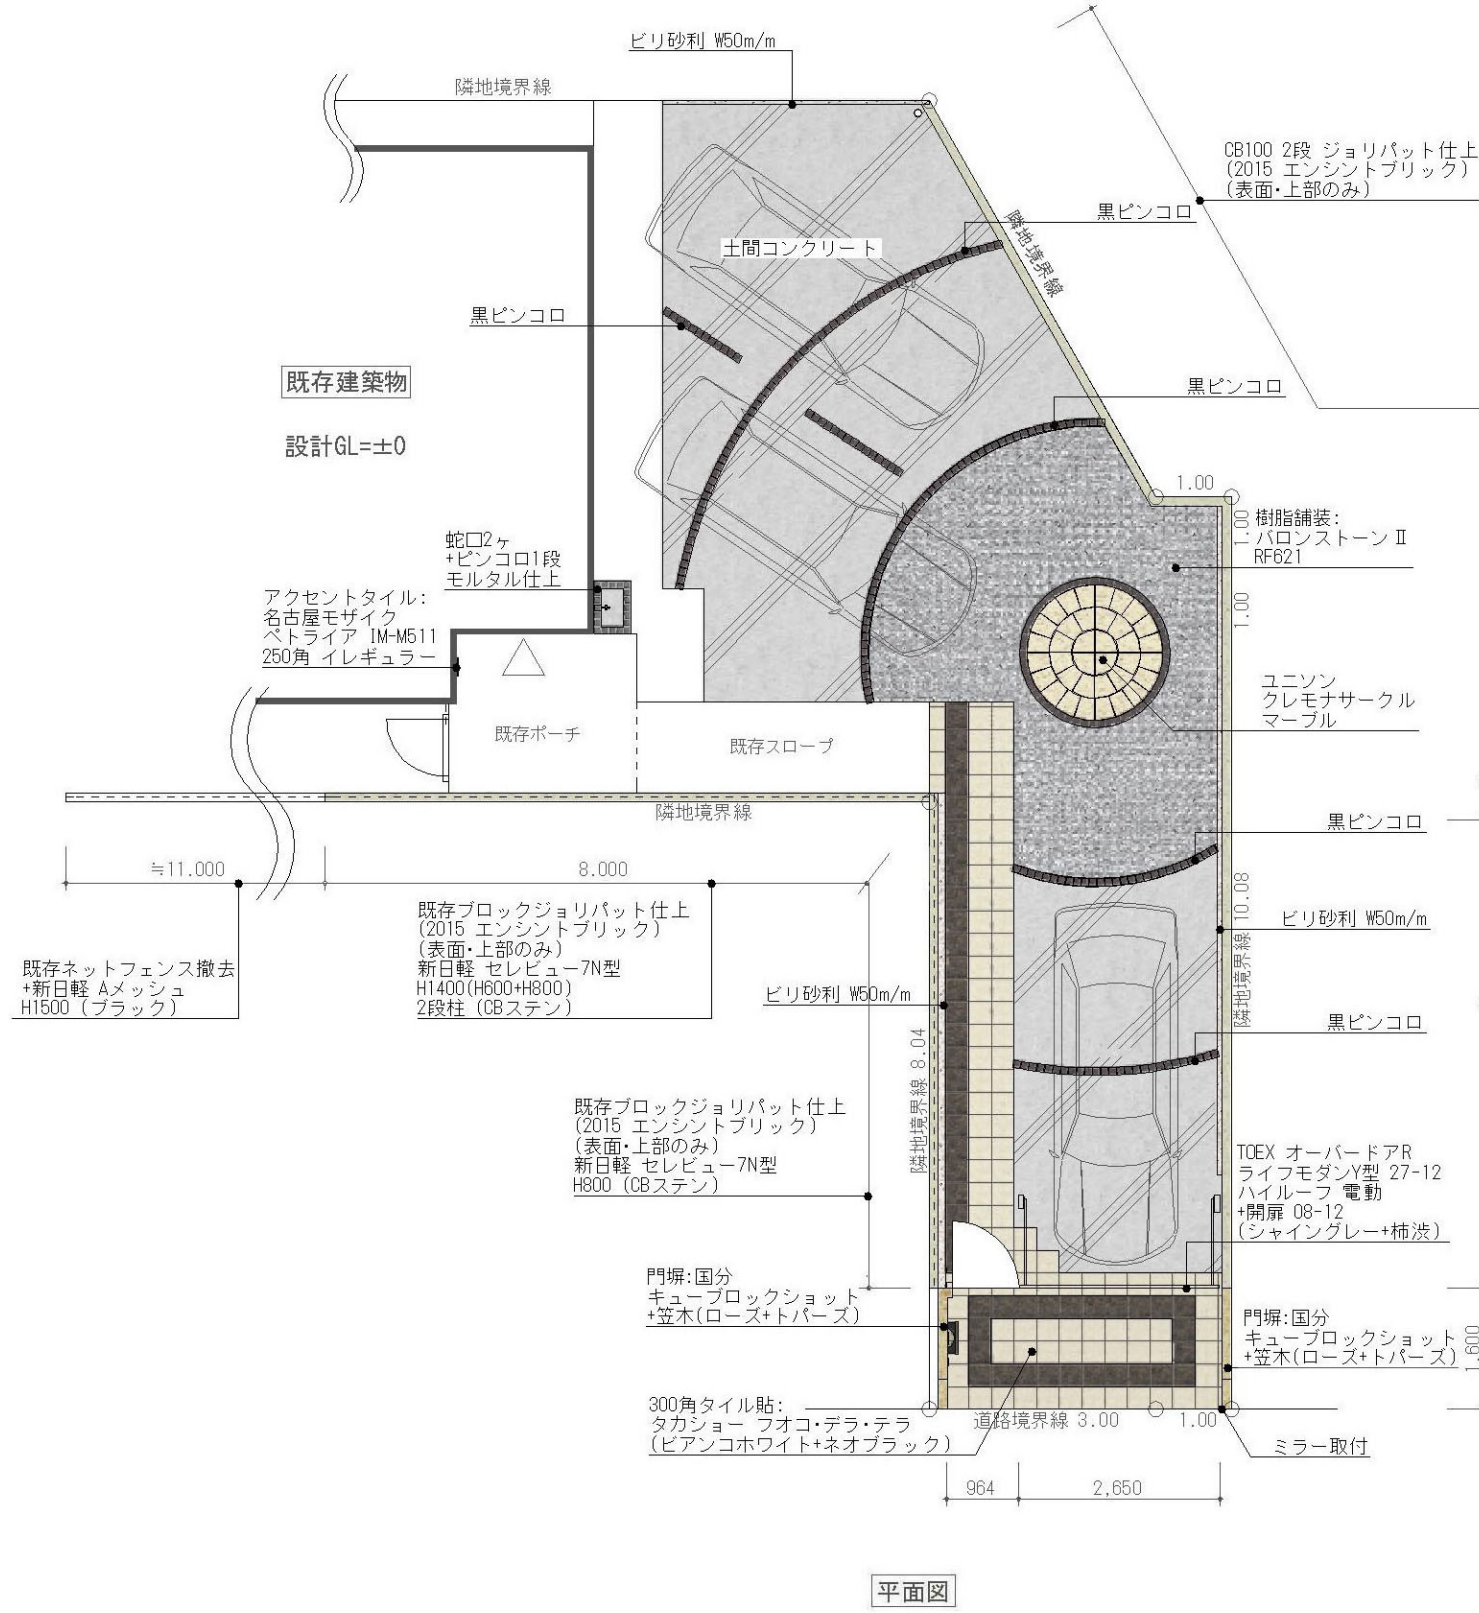 ビリ砂利 W50m/m
隣地境界線
CB100 2段 ジョリパット仕上
(2015 エンシントブリック)
(表面・上部のみ)
黒ピンコロ
隣地境界線
土間コンクリート
黒ピンコロ
既存建築物
黒ピンコロ
設計GL=±0
1.00
1.00
樹脂舗装:
バロンストーンⅡ
RF621
蛇口2ヶ
+ピンコロ1段
モルタル仕上
アクセントタイル:
名古屋モザイク
ペトライア IM-M511
250角 イレギュラー
1.00
ユニソン
クレモナサークル
マーブル
既存ポーチ
既存スロープ
隣地境界線
黒ピンコロ
≒11.000
8.000
既存ブロックジョリパット仕上
(2015 エンシントブリック)
(表面・上部のみ)
新日軽 セレビュー7N型
H1400(H600+H800)
2段柱 (CBステン)
既存ネットフェンス撤去
+新日軽 Aメッシュ
H1500 (ブラック)
ビリ砂利 W50m/m
隣地境界線 10.08
ビリ砂利 W50m/m
黒ピンコロ
隣地境界線 8.04
既存ブロックジョリパット仕上
(2015 エンシントブリック)
(表面・上部のみ)
新日軽 セレビュー7N型
H800 (CBステン)
TOEX オーバードアR
ライフモダンY型 27-12
ハイルーフ 電動
+開扉 08-12
(シャイングレー+柿渋)
門塀:国分
キューブロックショット
+笠木(ローズ+トパーズ)
門塀:国分
キューブロックショット
+笠木(ローズ+トパーズ)
1,600
300角タイル貼:
タカショー フオコ・デラ・テラ
(ビアンコホワイト+ネオブラック)
道路境界線 3.00
1.00
ミラー取付
964
2,650
平面図